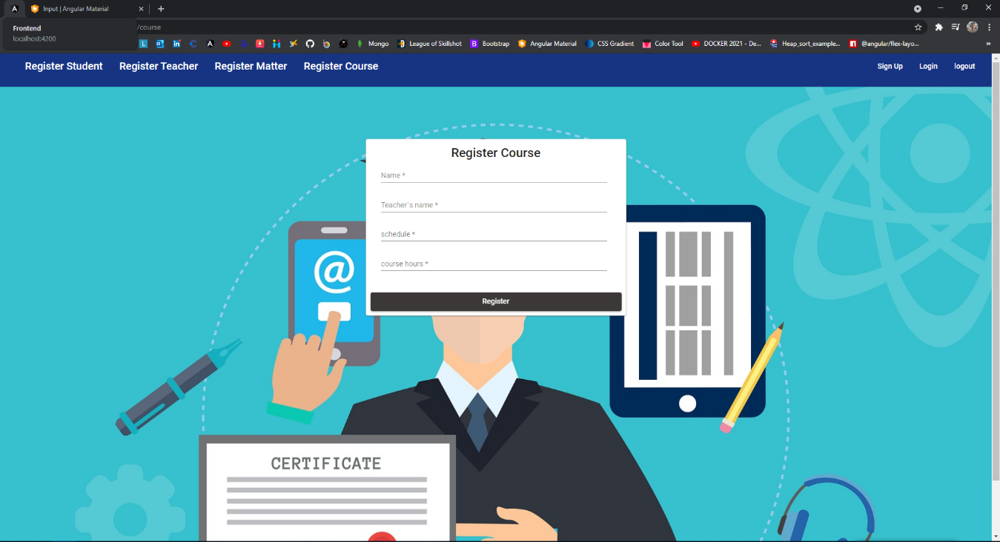 Input | Angular Material
Frontend
localhost:4200
/course
L
Mongo
League of Skillshot
B
Bootstrap
Angular Material
CSS Gradient
Color Tool
DOCKER 2021 - De...
Heap_sort_example...
@angular/flex-layo...
»
Register Student
Register Teacher
Register Matter
Register Course
Sign Up
Login
logout
Register Course
Name *
Teacher´s name *
schedule *
course hours *
Register
@
CERTIFICATE